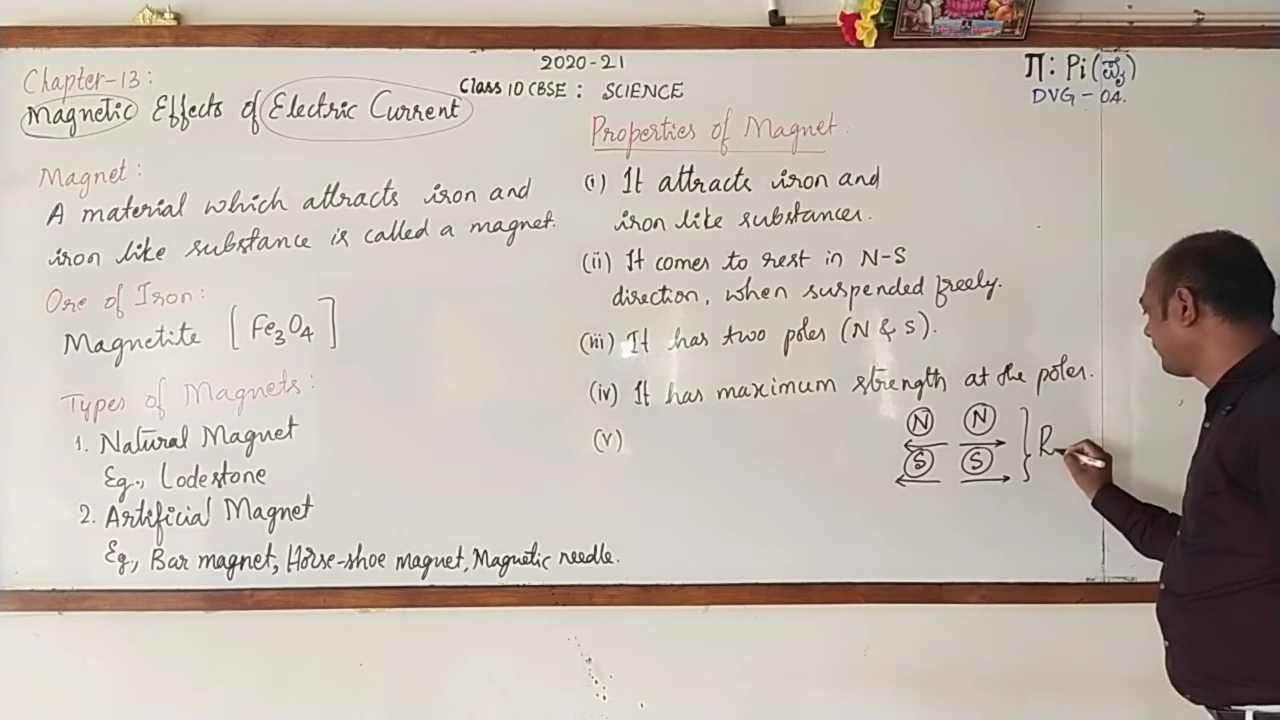 2020-21
Class 10 CBSE : SCIENCE
Π: Pi (
DVG - 04.
Chapter-13:
Magnetic Effects of Electric Current
Magnet:
A material which attracts iron and
iron like substance is called a magnet.
Ore of Iron:
Magnetite [Fe3O4]
Types of Magnets:
1. Natural Magnet
Eg., Lodestone
2. Artificial Magnet
Eg., Bar magnet, Horse-shoe magnet, Magnetic needle.
Properties of Magnet.
(i) It attracts iron and
iron like substances.
(ii) It comes to rest in N-S
direction, when suspended freely.
(iii) It has two poles (N & S).
(iv) It has maximum strength at the poles.
(v)
N N
S S } R